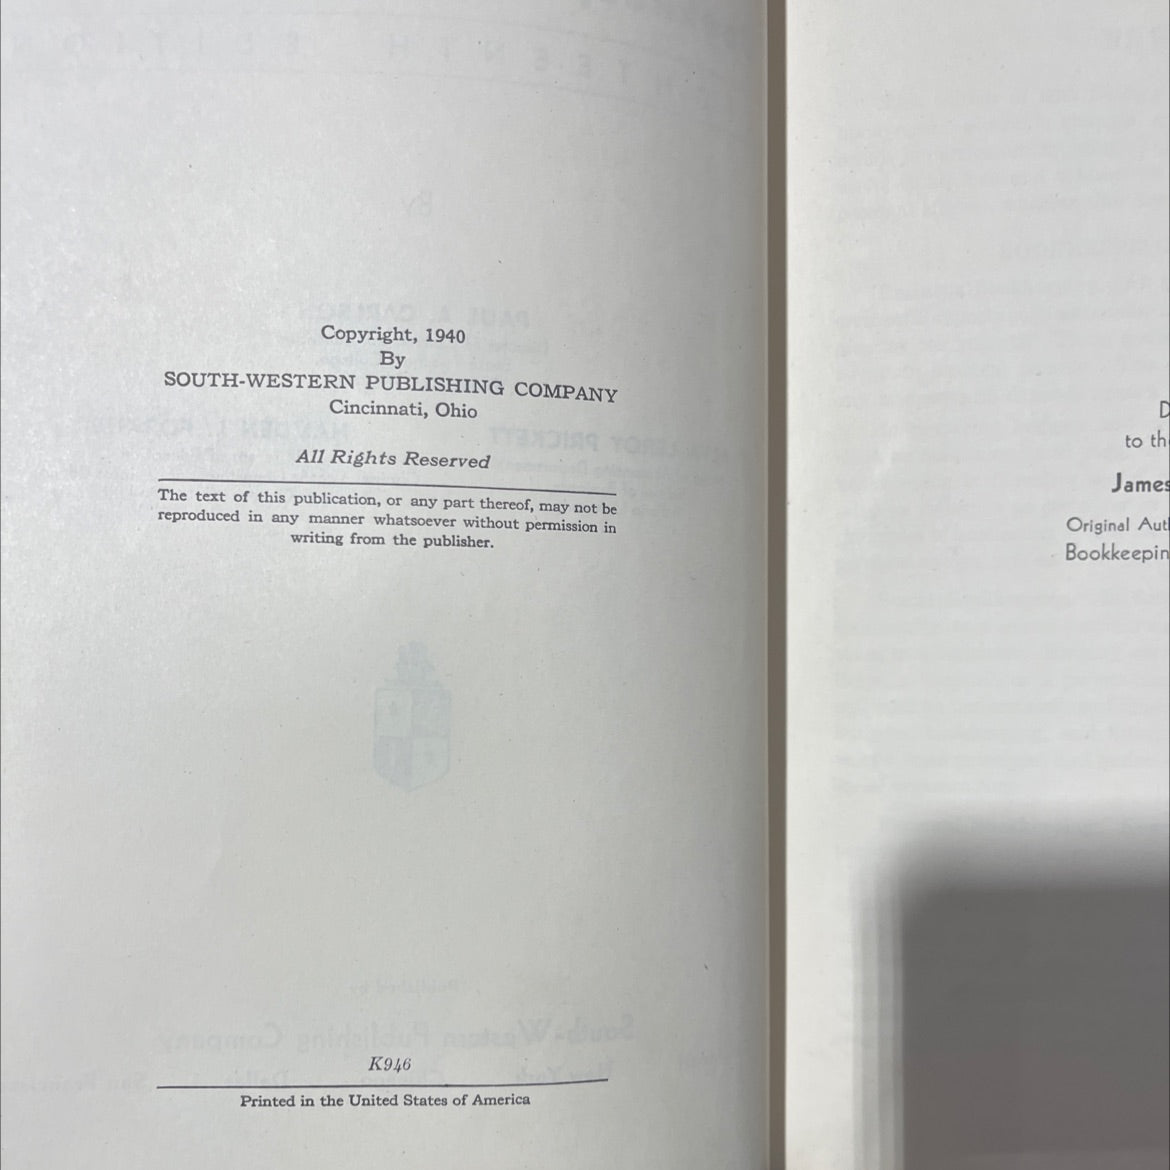 Copyright, 1940
By
SOUTH-WESTERN PUBLISHING COMPANY
Cincinnati, Ohio
All Rights Reserved
The text of this publication, or any part thereof, may not be
reproduced in any manner whatsoever without permission in
writing from the publisher.
K946
Printed in the United States of America
D
to th
James
Original Aut
Bookkeepin